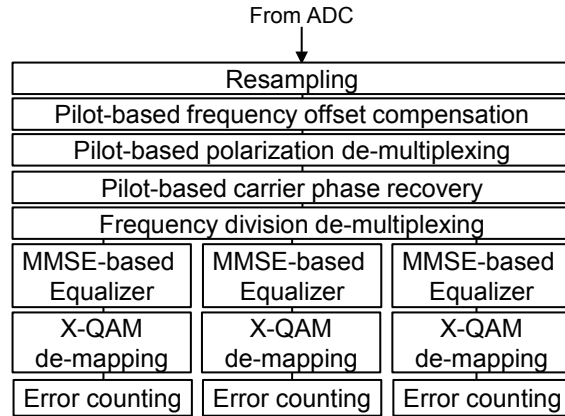 From ADC
Resampling
Pilot-based frequency offset compensation
Pilot-based polarization de-multiplexing
Pilot-based carrier phase recovery
Frequency division de-multiplexing
MMSE-based
Equalizer
MMSE-based
Equalizer
MMSE-based
Equalizer
X-QAM
de-mapping
X-QAM
de-mapping
X-QAM
de-mapping
Error counting
Error counting
Error counting